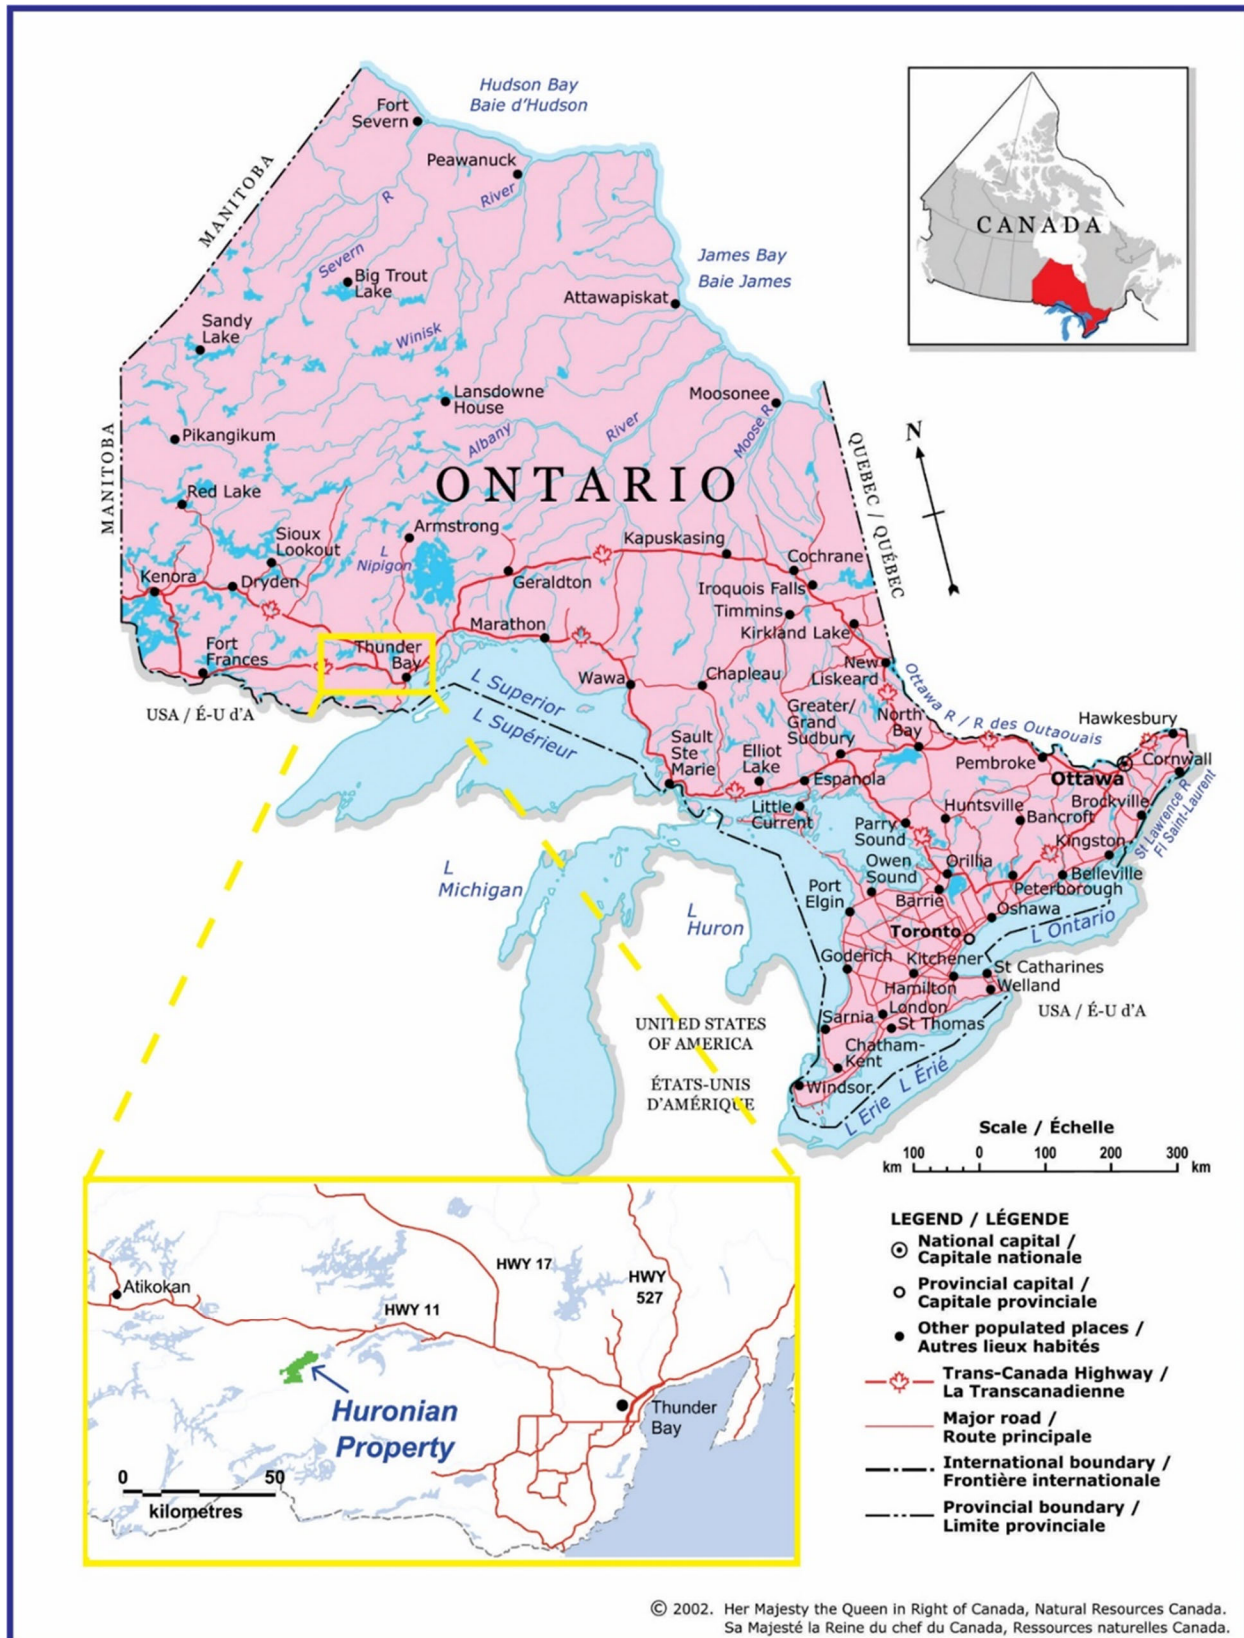 Hudson Bay
Baie d'Hudson
Fort
Severn
Peawanuck
River
R
MANITOBA
Severn
Big Trout
Lake
James Bay
Baie James
Attawapiskat
CANADA
Sandy
Lake
Winisk
Lansdowne
House
Moosonee
MANITOBA
Pikangikum
Albany
River
Moose R
QUEBEC / QUÉBEC
N
ONTARIO
Red Lake
Armstrong
Sioux
Lookout
L
Nipigon
Kapuskasing
Cochrane
Kenora
Dryden
Geraldton
Iroquois Falls
Timmins
Marathon
Kirkland Lake
Fort
Frances
Thunder
Bay
New
Liskeard
Wawa
Chapleau
L Superior
L Supérieur
USA / É-U d'A
Ottawa R / R des Outaouais
Greater/
Grand
Sudbury
North
Bay
Hawkesbury
Sault
Ste
Marie
Elliot
Lake
Espanola
Pembroke
Ottawa
Cornwall
Little
Current
Huntsville
Brockville
Bancroft
St Lawrence R
Fl Saint-Laurent
Parry
Sound
Kingston
Owen
Sound
Orillia
Belleville
L
Michigan
Port
Elgin
Barrie
Peterborough
Oshawa
L
Huron
Toronto
L Ontario
Goderich
Kitchener
St Catharines
Hamilton
Welland
London
USA / É-U d'A
Sarnia
St Thomas
UNITED STATES
OF AMERICA
Chatham-
Kent
ÉTATS-UNIS
D'AMÉRIQUE
Windsor
L Erie L Érié
Scale / Échelle
100 0 100 200 300
km km
LEGEND / LÉGENDE
National capital /
Capitale nationale
Provincial capital /
Capitale provinciale
Other populated places /
Autres lieux habités
Trans-Canada Highway /
La Transcanadienne
Major road /
Route principale
International boundary /
Frontière internationale
Provincial boundary /
Limite provinciale
HWY 17
HWY
527
Atikokan
HWY 11
Huronian
Property
Thunder
Bay
0 50
kilometres
© 2002. Her Majesty the Queen in Right of Canada, Natural Resources Canada.
Sa Majesté la Reine du chef du Canada, Ressources naturelles Canada.